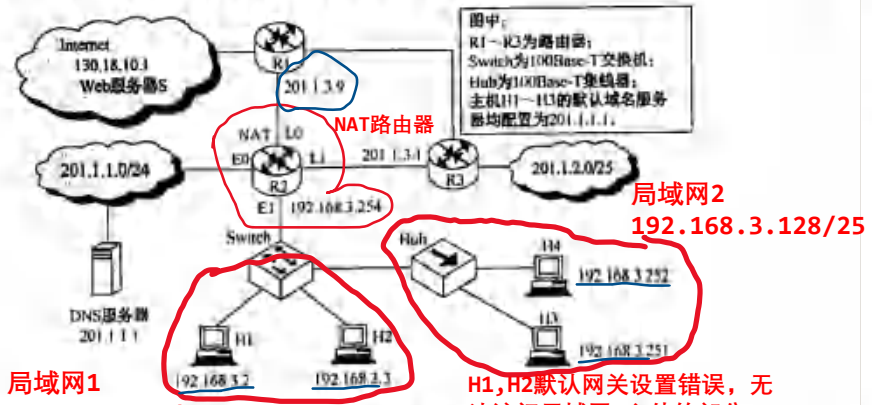 图中：
R1～R3为路由器；
Switch为100Base-T交换机；
Hub为100Base-T集线器；
主机H1～H3的默认域名服务
器均配置为201.1.1.1。
Internet
130.18.10.1
Web服务器S
R1
201.1.3.9
NAT L0
NAT路由器
E0
L1
R2
201.1.1.0/24
201.1.3.1
R3
201.1.2.0/25
E1 192.168.3.254
局域网2
192.168.3.128/25
Switch
Hub
H4
192.168.3.252
DNS服务器
201.1.1.1
H1
H2
H3
192.168.3.251
192.168.3.2
192.168.3.3
局域网1
H1,H2默认网关设置错误，无